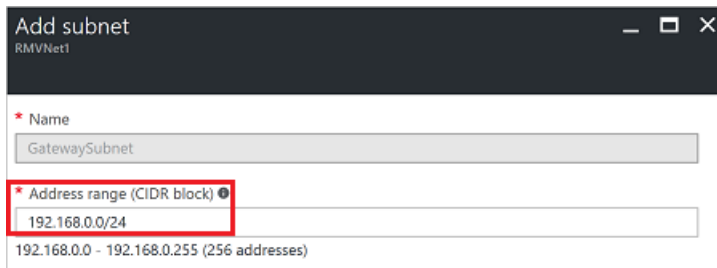 Add subnet
RMVNet1
* Name
GatewaySubnet
* Address range (CIDR block)
192.168.0.0/24
192.168.0.0 - 192.168.0.255 (256 addresses)